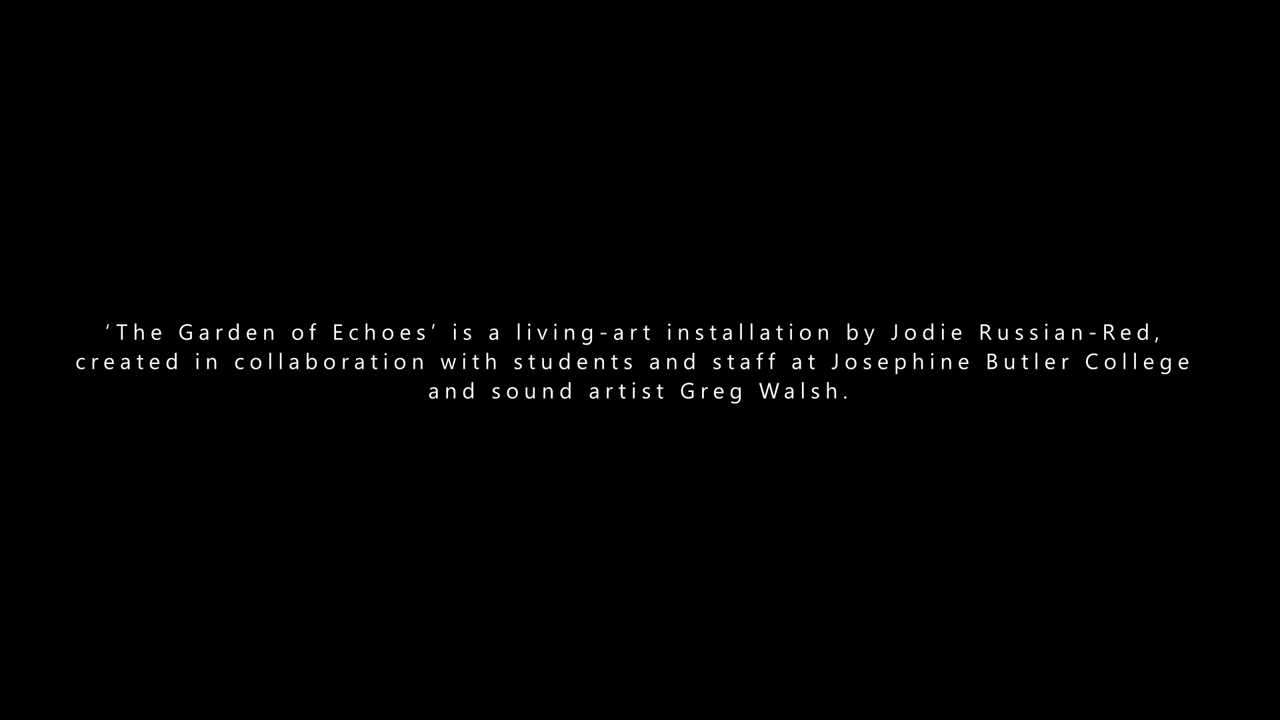 ‘The Garden of Echoes’ is a living-art installation by Jodie Russian-Red,
created in collaboration with students and staff at Josephine Butler College
and sound artist Greg Walsh.